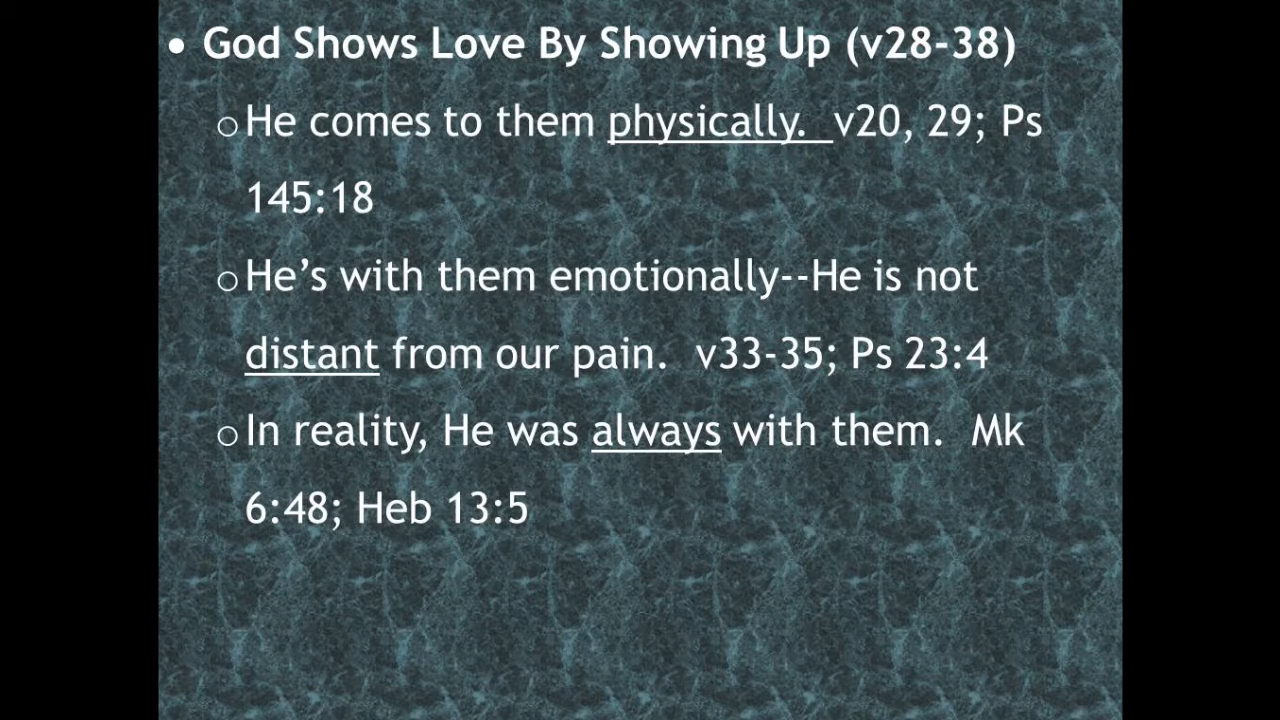 • God Shows Love By Showing Up (v28-38)
o He comes to them physically. v20, 29; Ps
145:18
o He’s with them emotionally--He is not
distant from our pain. v33-35; Ps 23:4
o In reality, He was always with them. Mk
6:48; Heb 13:5